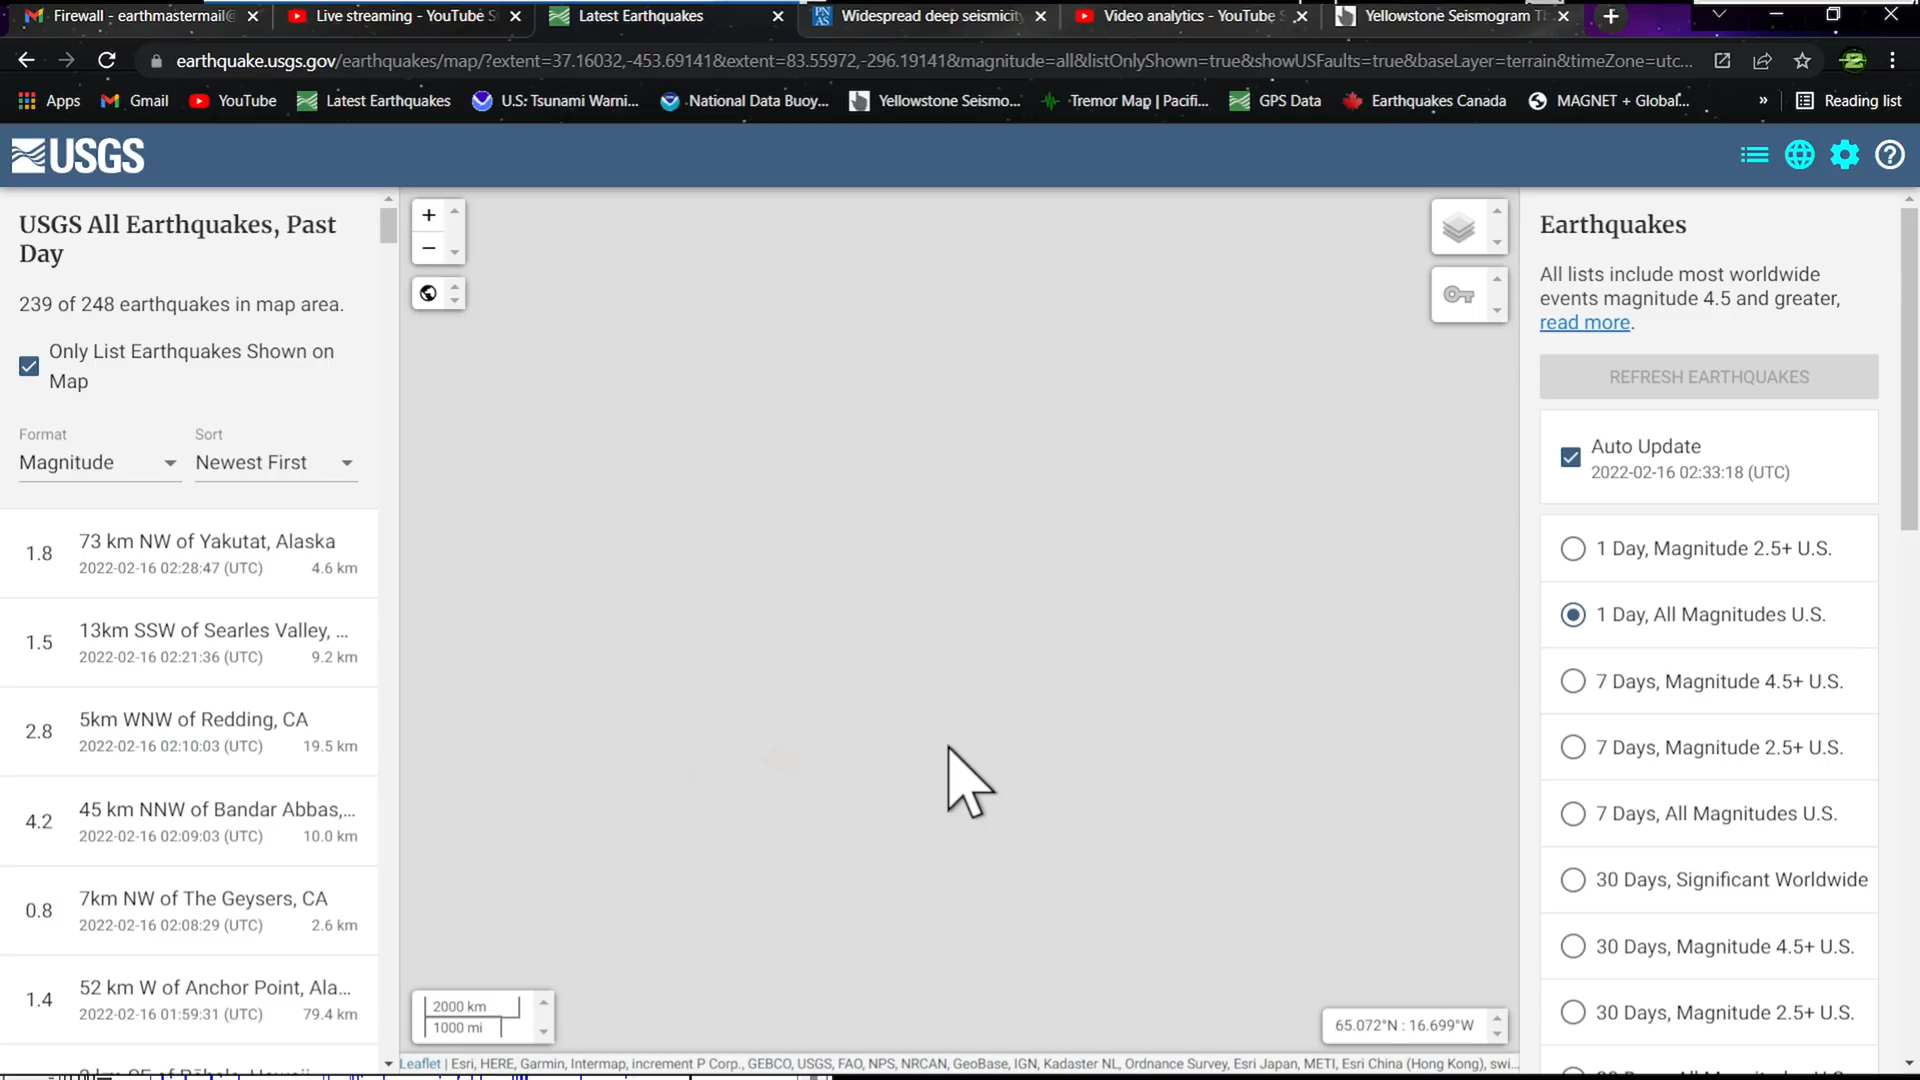 Firewall - earthmastermail@
Live streaming - YouTube S
Latest Earthquakes
Widespread deep seismicity
Video analytics - YouTube S
Yellowstone Seismogram T
earthquake.usgs.gov/earthquakes/map/?extent=37.16032,-453.69141&extent=83.55972,-296.19141&magnitude=all&listOnlyShown=true&showUSFaults=true&baseLayer=terrain&timeZone=utc...
Apps
Gmail
YouTube
Latest Earthquakes
U.S: Tsunami Warni...
National Data Buoy...
Yellowstone Seismo...
Tremor Map | Pacifi...
GPS Data
Earthquakes Canada
MAGNET + Global...
»
Reading list
USGS
USGS All Earthquakes, Past
Day
239 of 248 earthquakes in map area.
Only List Earthquakes Shown on
Map
Format
Sort
Magnitude
Newest First
1.8
73 km NW of Yakutat, Alaska
2022-02-16 02:28:47 (UTC)
4.6 km
1.5
13km SSW of Searles Valley, ...
2022-02-16 02:21:36 (UTC)
9.2 km
2.8
5km WNW of Redding, CA
2022-02-16 02:10:03 (UTC)
19.5 km
4.2
45 km NNW of Bandar Abbas,...
2022-02-16 02:09:03 (UTC)
10.0 km
0.8
7km NW of The Geysers, CA
2022-02-16 02:08:29 (UTC)
2.6 km
1.4
52 km W of Anchor Point, Ala...
2022-02-16 01:59:31 (UTC)
79.4 km
+
−
2000 km
1000 mi
65.072°N : 16.699°W
Leaflet | Esri, HERE, Garmin, Intermap, increment P Corp., GEBCO, USGS, FAO, NPS, NRCAN, GeoBase, IGN, Kadaster NL, Ordnance Survey, Esri Japan, METI, Esri China (Hong Kong), swi...
Earthquakes
All lists include most worldwide
events magnitude 4.5 and greater,
read more.
REFRESH EARTHQUAKES
Auto Update
2022-02-16 02:33:18 (UTC)
1 Day, Magnitude 2.5+ U.S.
1 Day, All Magnitudes U.S.
7 Days, Magnitude 4.5+ U.S.
7 Days, Magnitude 2.5+ U.S.
7 Days, All Magnitudes U.S.
30 Days, Significant Worldwide
30 Days, Magnitude 4.5+ U.S.
30 Days, Magnitude 2.5+ U.S.